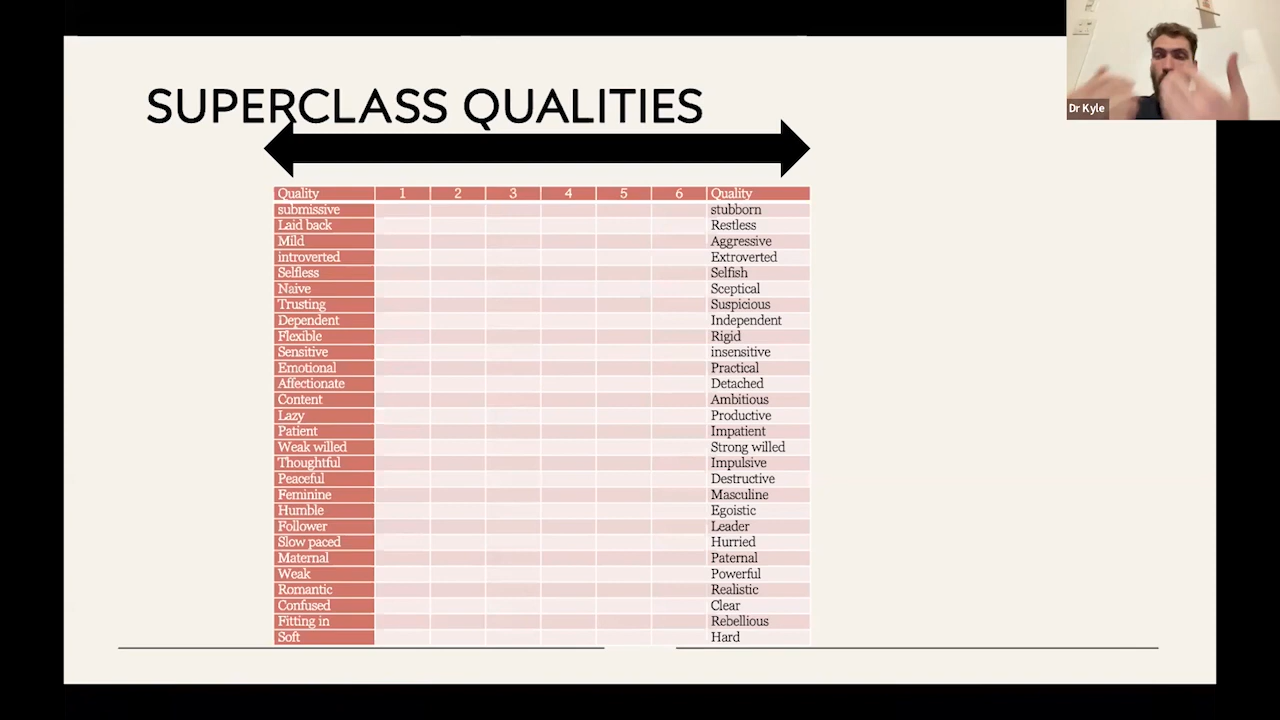 SUPERCLASS QUALITIES
Dr Kyle
Quality 1 2 3 4 5 6 Quality
submissive stubborn
Laid back Restless
Mild Aggressive
introverted Extroverted
Selfless Selfish
Naive Sceptical
Trusting Suspicious
Dependent Independent
Flexible Rigid
Sensitive insensitive
Emotional Practical
Affectionate Detached
Content Ambitious
Lazy Productive
Patient Impatient
Weak willed Strong willed
Thoughtful Impulsive
Peaceful Destructive
Feminine Masculine
Humble Egoistic
Follower Leader
Slow paced Hurried
Maternal Paternal
Weak Powerful
Romantic Realistic
Confused Clear
Fitting in Rebellious
Soft Hard